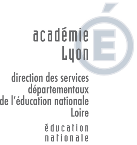 académie
Lyon
direction des services
départementaux
de l'éducation nationale
Loire
éducation
nationale